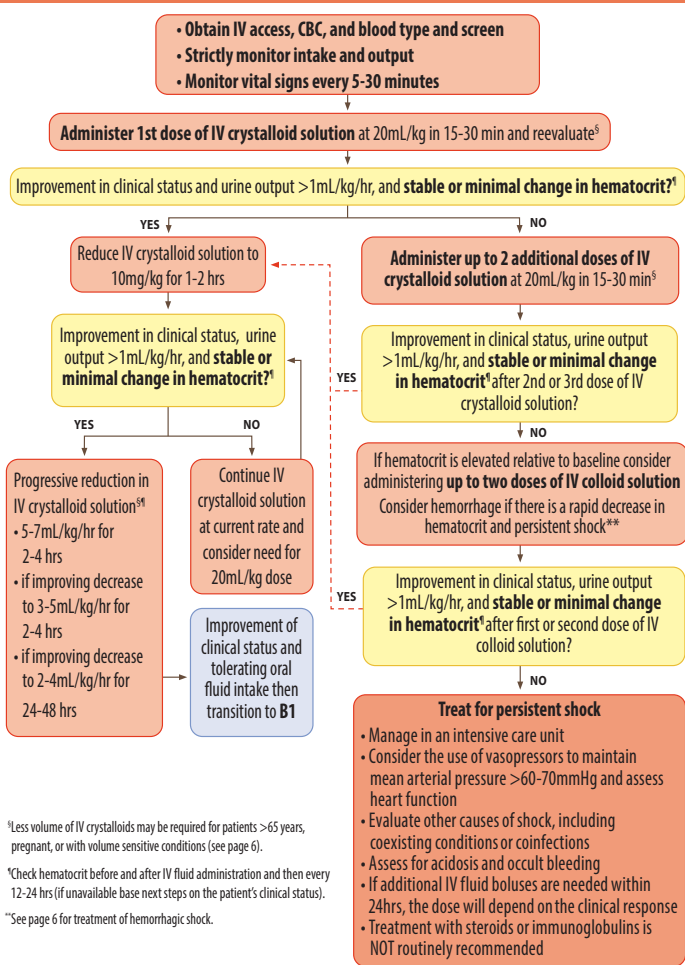 • Obtain IV access, CBC, and blood type and screen
• Strictly monitor intake and output
• Monitor vital signs every 5-30 minutes
Administer 1st dose of IV crystalloid solution at 20mL/kg in 15-30 min and reevaluate§
Improvement in clinical status and urine output >1mL/kg/hr, and stable or minimal change in hematocrit?¶
YES
NO
Reduce IV crystalloid solution to
10mg/kg for 1-2 hrs
Administer up to 2 additional doses of IV
crystalloid solution at 20mL/kg in 15-30 min§
Improvement in clinical status, urine
output >1mL/kg/hr, and stable or
minimal change in hematocrit?¶
Improvement in clinical status, urine output
>1mL/kg/hr, and stable or minimal change
in hematocrit¶ after 2nd or 3rd dose of IV
crystalloid solution?
YES
YES
NO
NO
Progressive reduction in
IV crystalloid solution§¶
• 5-7mL/kg/hr for
2-4 hrs
• if improving decrease
to 3-5mL/kg/hr for
2-4 hrs
• if improving decrease
to 2-4mL/kg/hr for
24-48 hrs
Continue IV
crystalloid solution
at current rate and
consider need for
20mL/kg dose
If hematocrit is elevated relative to baseline consider
administering up to two doses of IV colloid solution
Consider hemorrhage if there is a rapid decrease in
hematocrit and persistent shock**
Improvement of
clinical status and
tolerating oral
fluid intake then
transition to B1
YES
Improvement in clinical status, urine output
>1mL/kg/hr, and stable or minimal change
in hematocrit¶ after first or second dose of IV
colloid solution?
NO
Treat for persistent shock
• Manage in an intensive care unit
• Consider the use of vasopressors to maintain
mean arterial pressure >60-70mmHg and assess
heart function
• Evaluate other causes of shock, including
coexisting conditions or coinfections
• Assess for acidosis and occult bleeding
• If additional IV fluid boluses are needed within
24hrs, the dose will depend on the clinical response
• Treatment with steroids or immunoglobulins is
NOT routinely recommended
§Less volume of IV crystalloids may be required for patients >65 years,
pregnant, or with volume sensitive conditions (see page 6).
¶Check hematocrit before and after IV fluid administration and then every
12-24 hrs (if unavailable base next steps on the patient's clinical status).
**See page 6 for treatment of hemorrhagic shock.